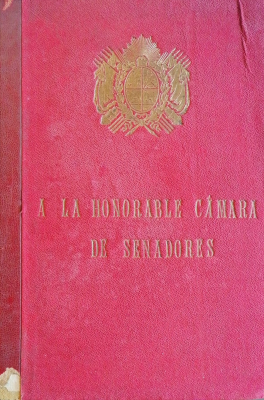 A LA HONORABLE CÁMARA
DE SENADORES